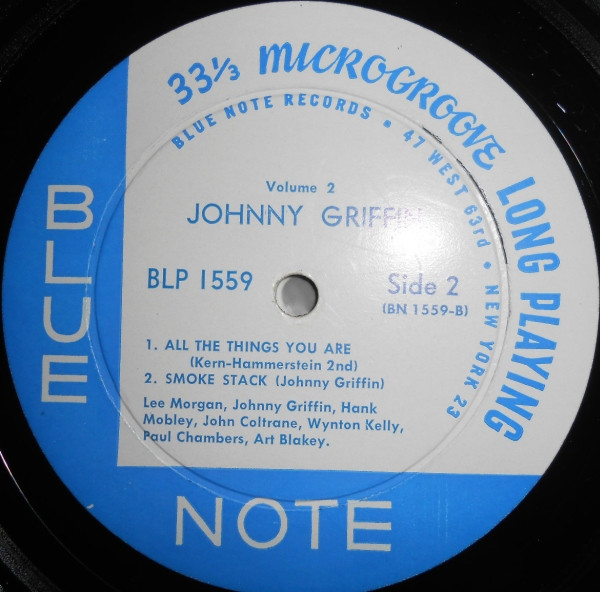 33⅓ MICROGROOVE LONG PLAYING
BLUE NOTE RECORDS • 47 WEST 63rd • NEW YORK 23
Volume 2
JOHNNY GRIFFIN
BLP 1559
Side 2
(BN 1559-B)
1. ALL THE THINGS YOU ARE
(Kern-Hammerstein 2nd)
2. SMOKE STACK (Johnny Griffin)
Lee Morgan, Johnny Griffin, Hank
Mobley, John Coltrane, Wynton Kelly,
Paul Chambers, Art Blakey.
BLUE
NOTE